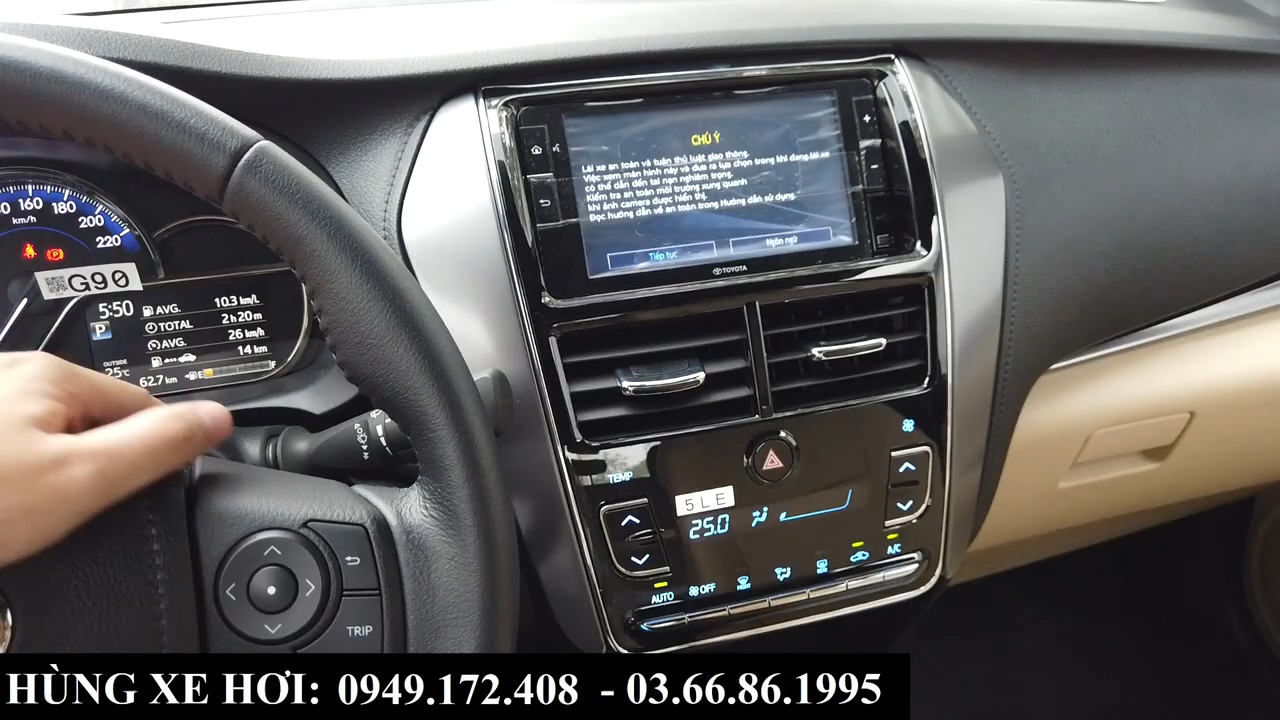 CHÚ Ý
Lái xe an toàn và tuân thủ luật giao thông.
Việc xem màn hình này và đưa ra lựa chọn trong khi đang lái xe
có thể dẫn đến tai nạn nghiêm trọng.
Kiểm tra an toàn môi trường xung quanh
khi ảnh camera được hiển thị.
Đọc hướng dẫn về an toàn trong Hướng dẫn sử dụng.
Tiếp tục
Ngôn ngữ
TOYOTA
160 180 200 220
km/h
G90
5:50
P
AVG. 10.3 km/L
TOTAL 2 h 20 m
AVG. 26 km/h
14 km
OUTSIDE
25°C
62.7 km
E F
TEMP
5LE
25.0
AUTO
OFF
FRONT
A/C
TRIP
HÙNG XE HƠI: 0949.172.408 - 03.66.86.1995